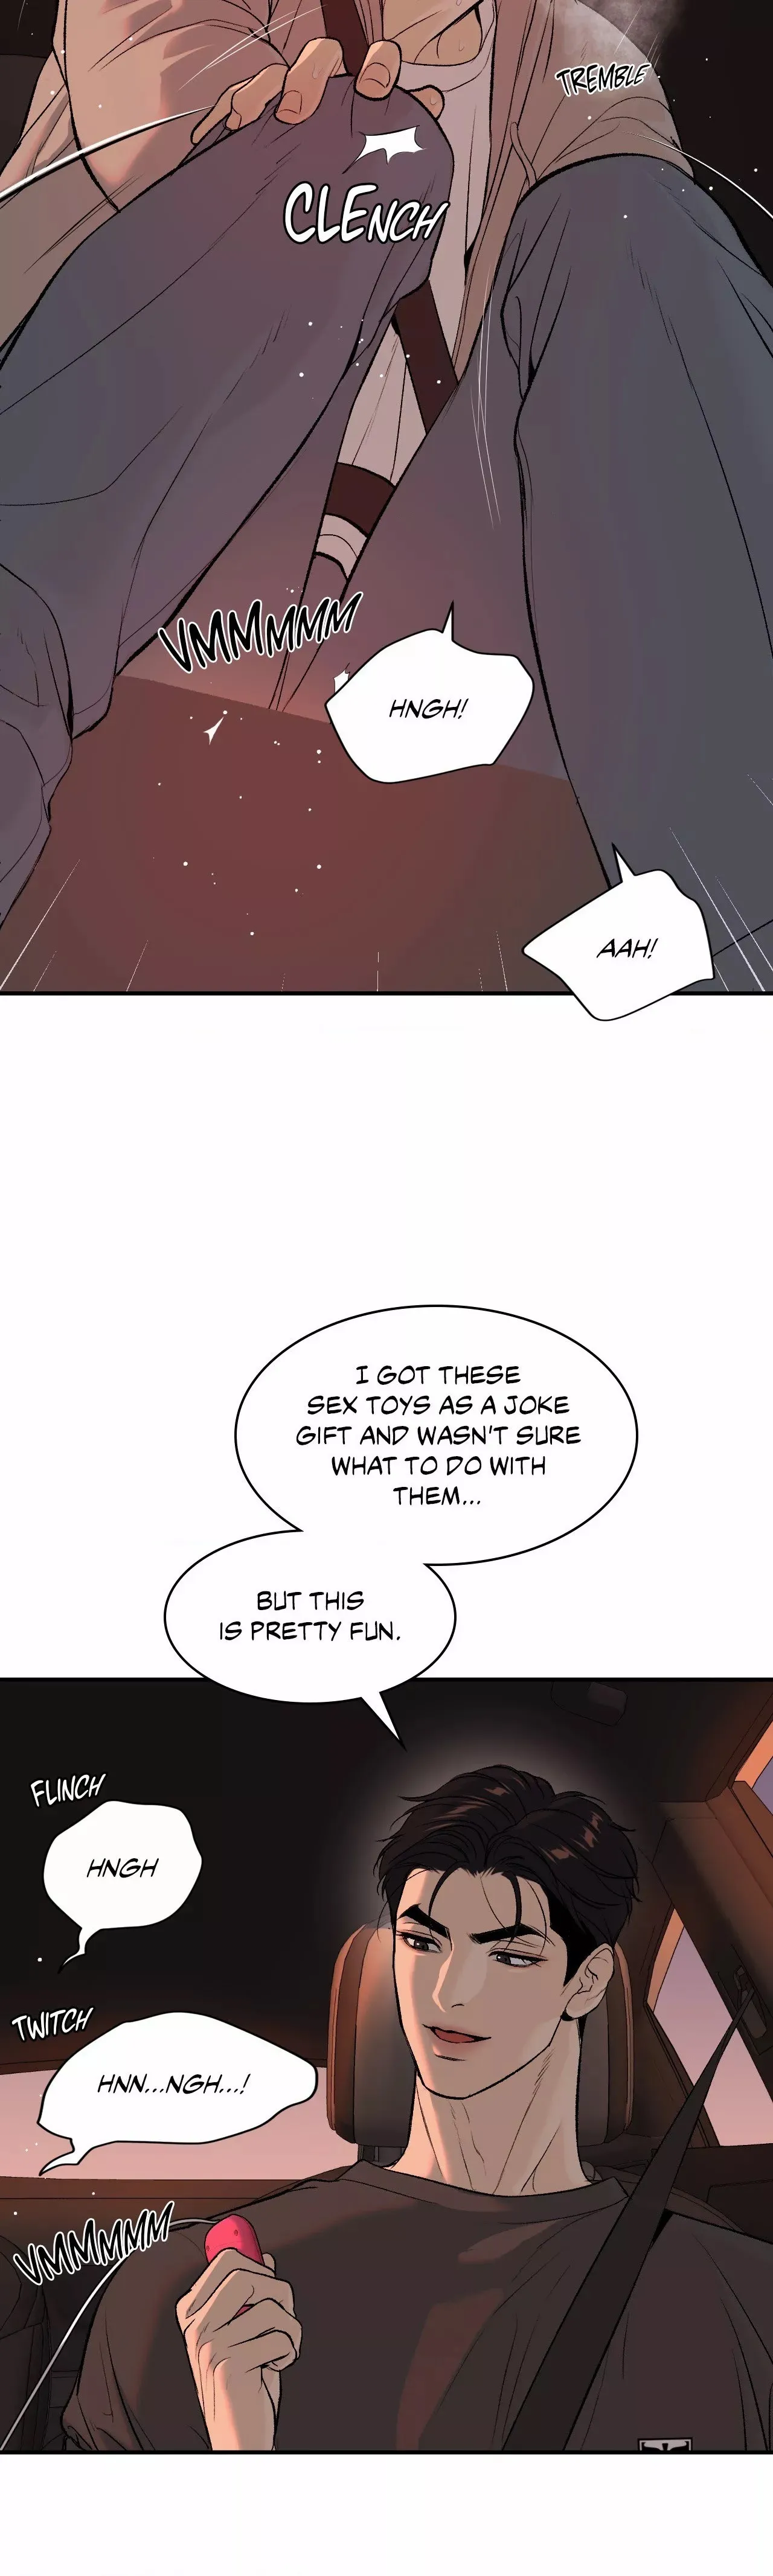 TREMBLE
CLENCH
VMMMMMM
HNGH!
AAH!
I GOT THESE
SEX TOYS AS A JOKE
GIFT AND WASN'T SURE
WHAT TO DO WITH
THEM...
BUT THIS
IS PRETTY FUN.
FLINCH
HNGH
TWITCH
HNN...NGH...!
VMMMMMM